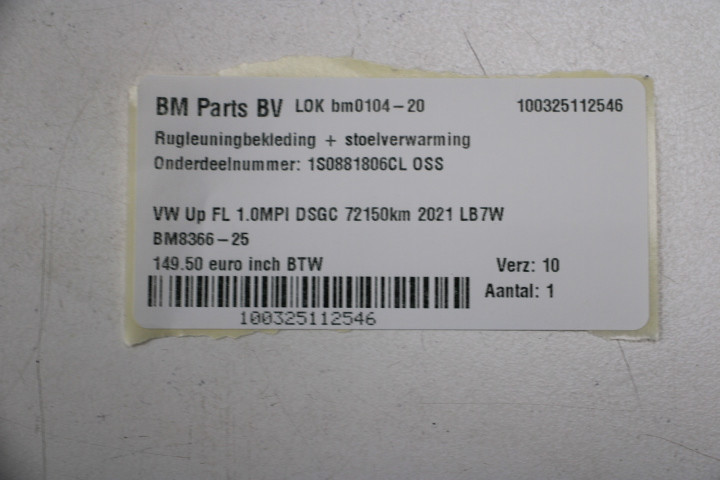 BM Parts BV LOK bm0104-20 100325112546
Rugleuningbekleding + stoelverwarming
Onderdeelnummer: 1S0881806CL OSS
VW Up FL 1.0MPI DSGC 72150km 2021 LB7W
BM8366-25
149.50 euro inch BTW Verz: 10
Aantal: 1
100325112546